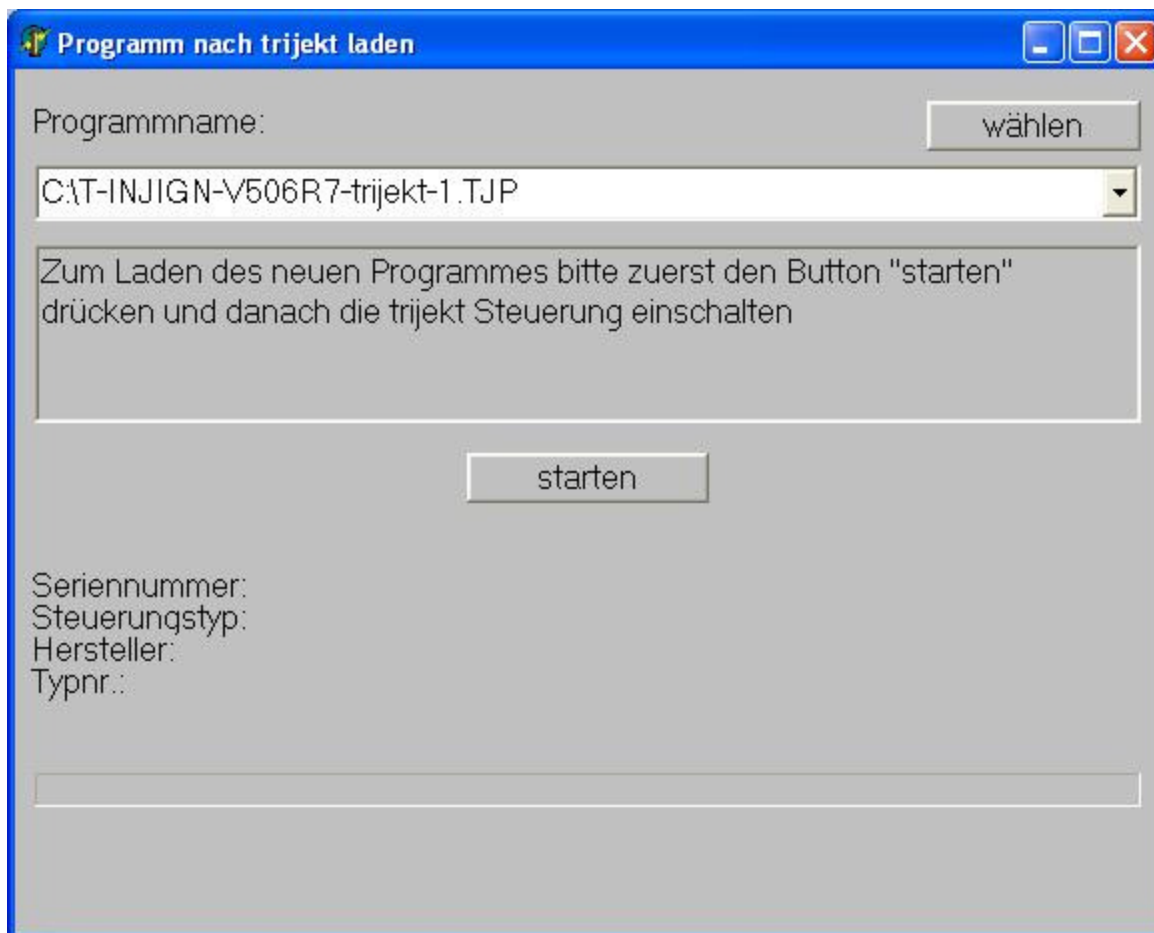 Programm nach trijekt laden
Programmname:
wählen
C:\T-INJIGN-V506R7-trijekt-1.TJP
Zum Laden des neuen Programmes bitte zuerst den Button "starten"
drücken und danach die trijekt Steuerung einschalten
starten
Seriennummer:
Steuerungstyp:
Hersteller:
Typnr.: